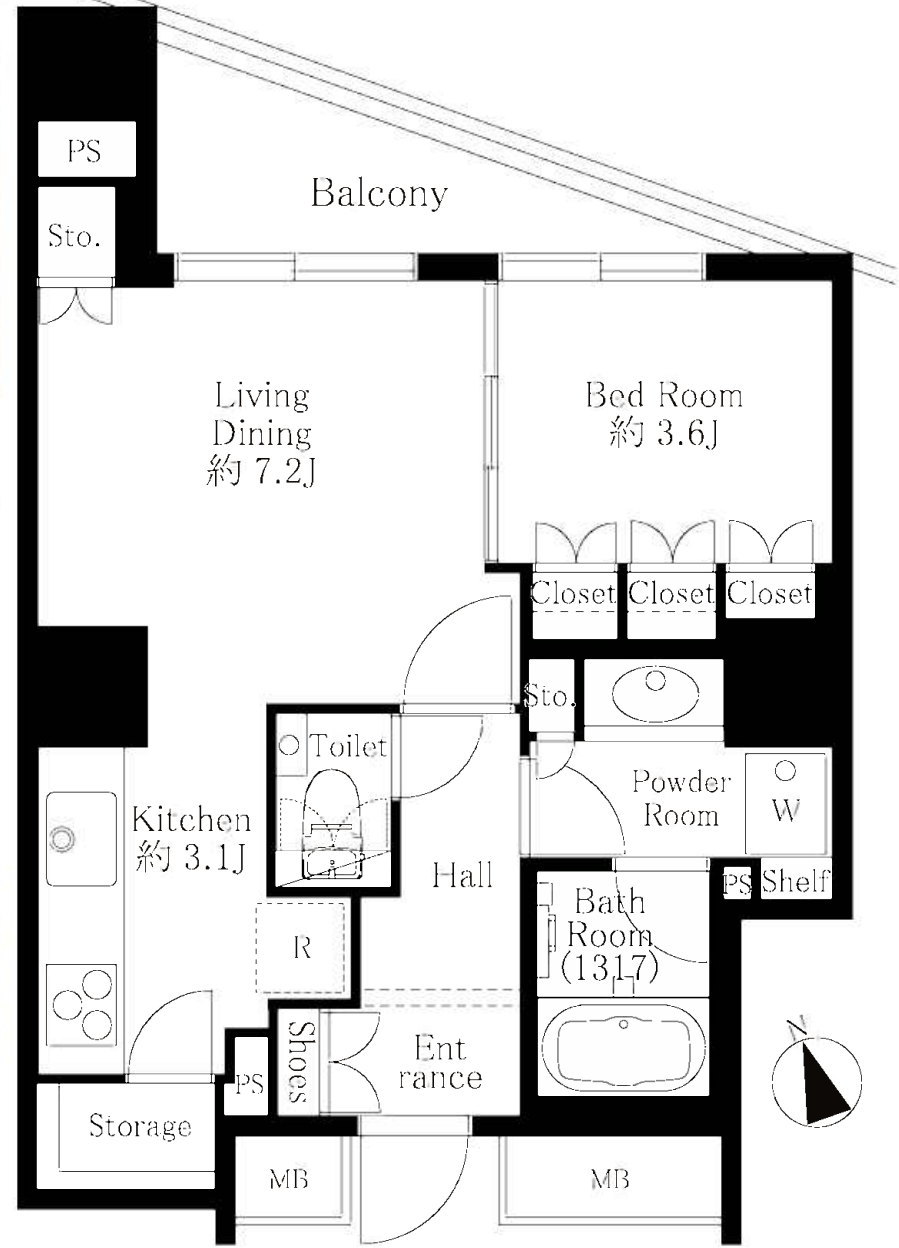 PS
Balcony
Sto.
Living
Dining
約 7.2J
Bed Room
約 3.6J
Closet
Closet
Closet
Sto.
Toilet
Powder
Room
W
Kitchen
約 3.1J
Hall
PS
Shelf
Bath
Room
(1317)
R
Shoes
Ent
rance
N
PS
Storage
MB
MB